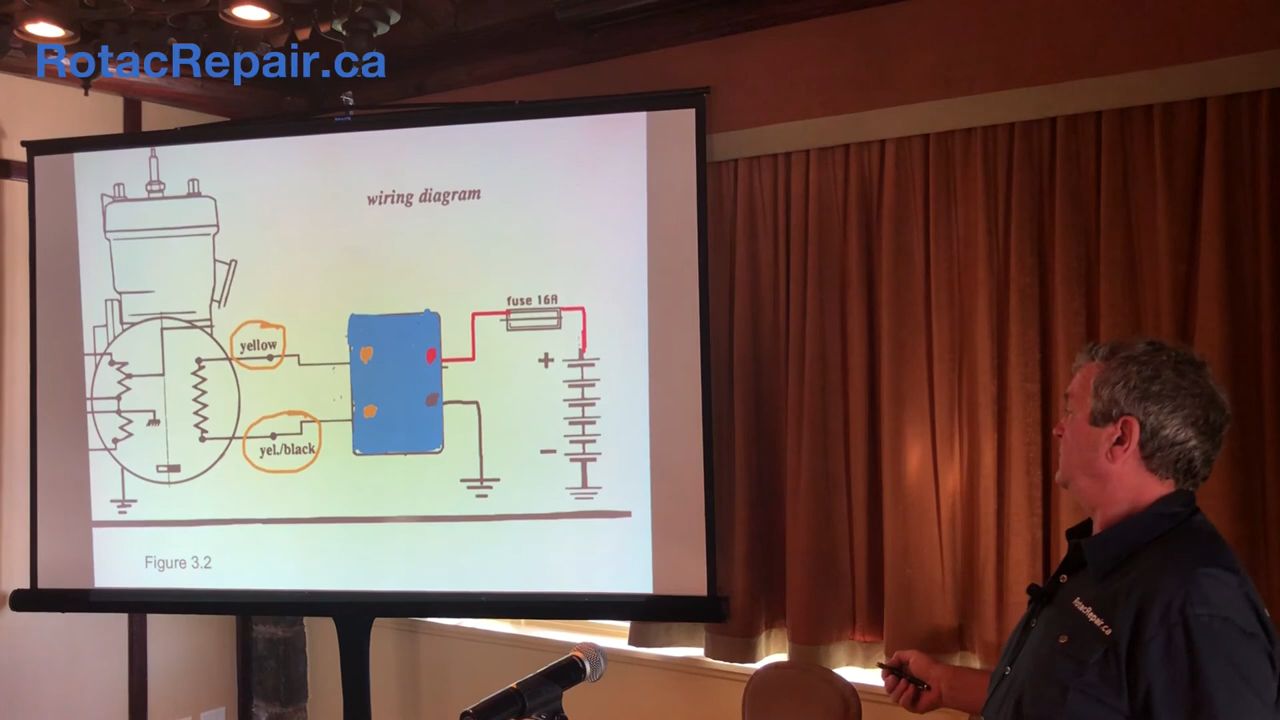 RotacRepair.ca
wiring diagram
fuse 16A
yellow
+
yel./black
−
Figure 3.2
RotacRepair.ca